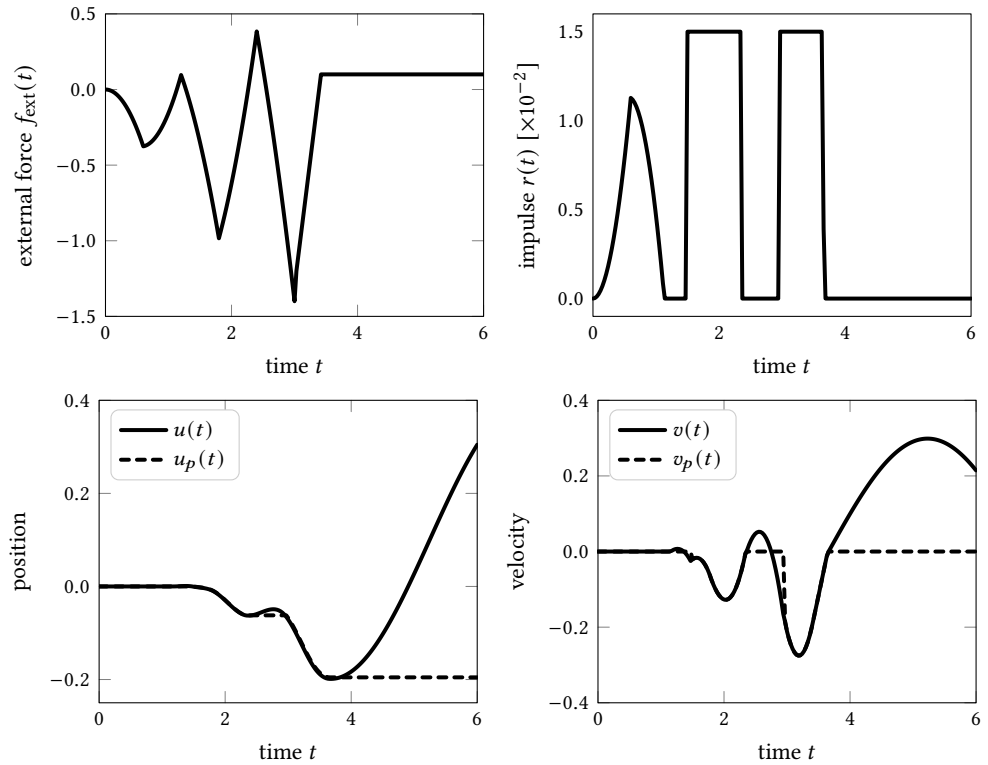 0.5
0.0
−0.5
−1.0
−1.5
0
2
4
6
time t
external force f_ext(t)
1.5
1.0
0.5
0.0
0
2
4
6
time t
impulse r(t) [×10⁻²]
0.4
0.2
0.0
−0.2
0
2
4
6
time t
position
u(t)
u_p(t)
0.4
0.2
0.0
−0.2
−0.4
0
2
4
6
time t
velocity
v(t)
v_p(t)